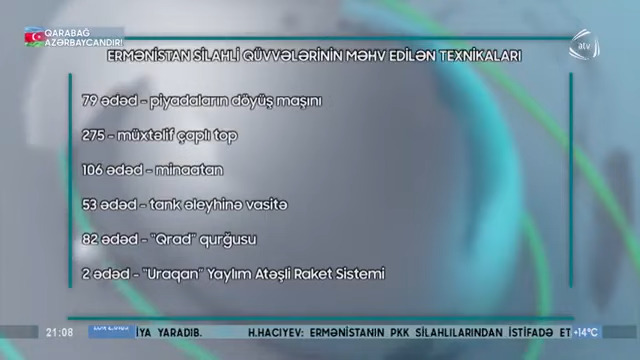 QARABAĞ
AZƏRBAYCANDIR!
atv
ERMƏNİSTAN SİLAHLI QÜVVƏLƏRİNİN MƏHV EDİLƏN TEXNİKALARI
79 ədəd - piyadaların döyüş maşını
275 - müxtəlif çaplı top
106 ədəd - minaatan
53 ədəd - tank əleyhinə vasitə
82 ədəd - "Qrad" qurğusu
2 ədəd - "Uraqan" Yaylım Atəşli Raket Sistemi
21:08 İYA YARADIB. H.HACIYEV: ERMƏNİSTANIN PKK SİLAHLILARINDAN İSTİFADƏ ET +14°C